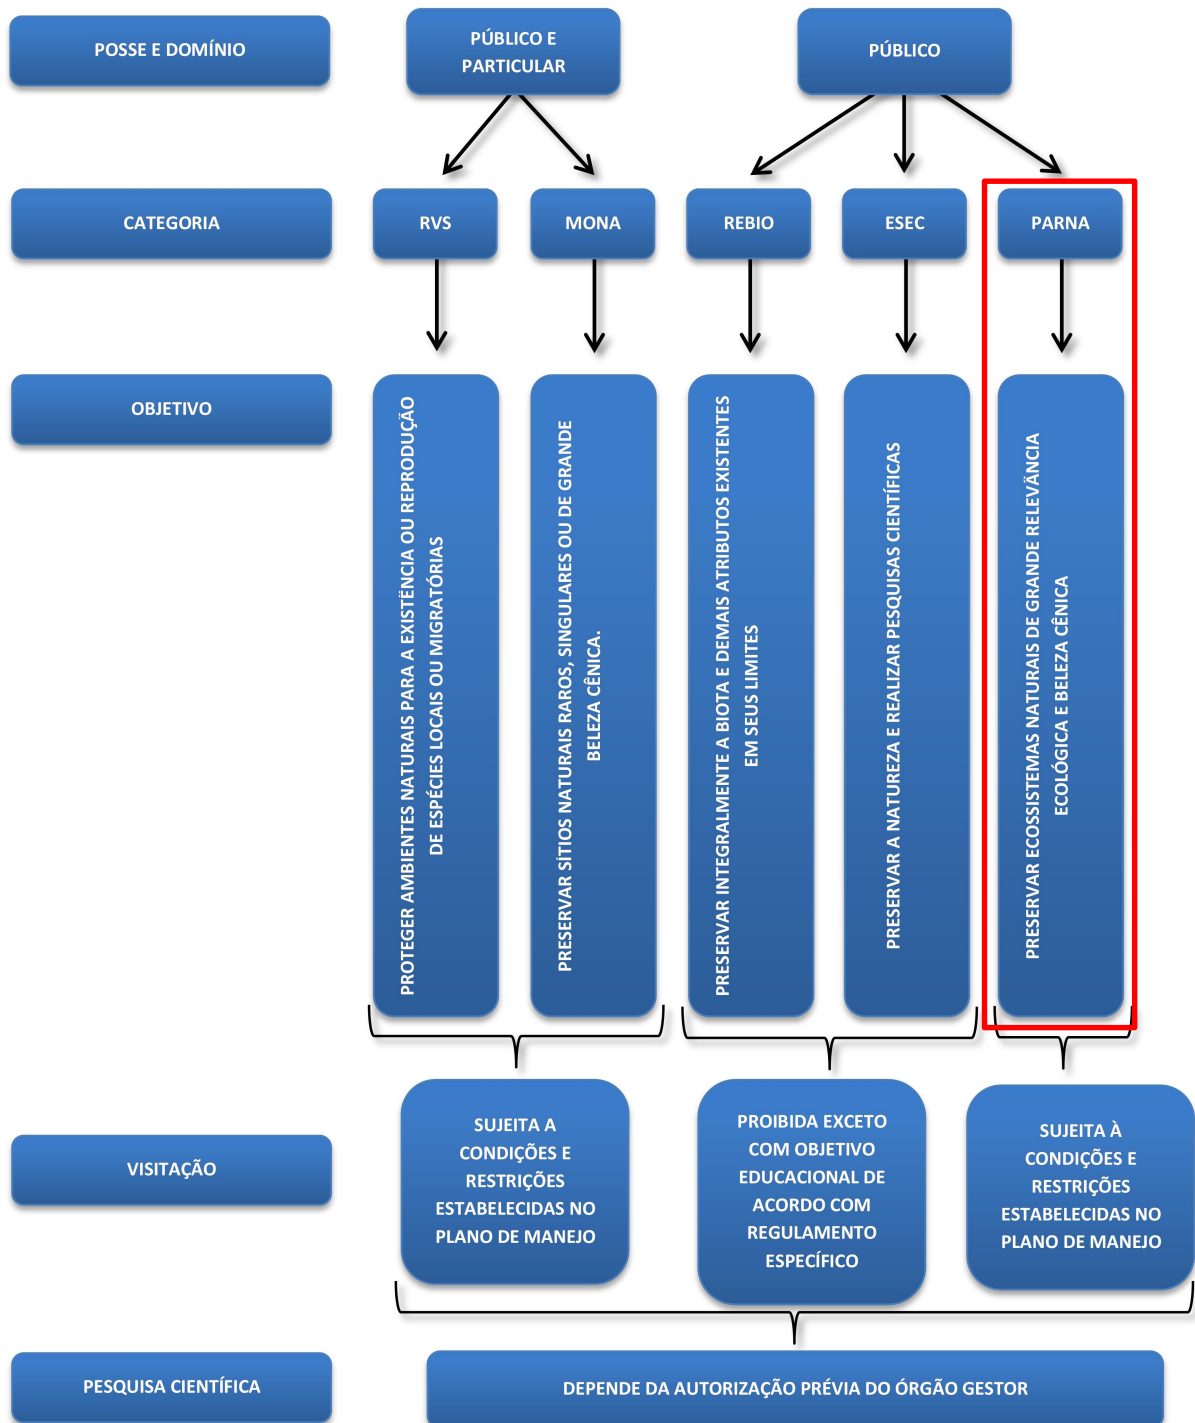 POSSE E DOMÍNIO
PÚBLICO E
PARTICULAR
PÚBLICO
CATEGORIA
RVS
MONA
REBIO
ESEC
PARNA
OBJETIVO
PROTEGER AMBIENTES NATURAIS PARA A EXISTÊNCIA OU REPRODUÇÃO
DE ESPÉCIES LOCAIS OU MIGRATÓRIAS
PRESERVAR SÍTIOS NATURAIS RAROS, SINGULARES OU DE GRANDE
BELEZA CÊNICA.
PRESERVAR INTEGRALMENTE A BIOTA E DEMAIS ATRIBUTOS EXISTENTES
EM SEUS LIMITES
PRESERVAR A NATUREZA E REALIZAR PESQUISAS CIENTÍFICAS
PRESERVAR ECOSSISTEMAS NATURAIS DE GRANDE RELEVÂNCIA
ECOLÓGICA E BELEZA CÊNICA
VISITAÇÃO
SUJEITA A
CONDIÇÕES E
RESTRIÇÕES
ESTABELECIDAS NO
PLANO DE MANEJO
PROIBIDA EXCETO
COM OBJETIVO
EDUCACIONAL DE
ACORDO COM
REGULAMENTO
ESPECÍFICO
SUJEITA À
CONDIÇÕES E
RESTRIÇÕES
ESTABELECIDAS NO
PLANO DE MANEJO
PESQUISA CIENTÍFICA
DEPENDE DA AUTORIZAÇÃO PRÉVIA DO ÓRGÃO GESTOR